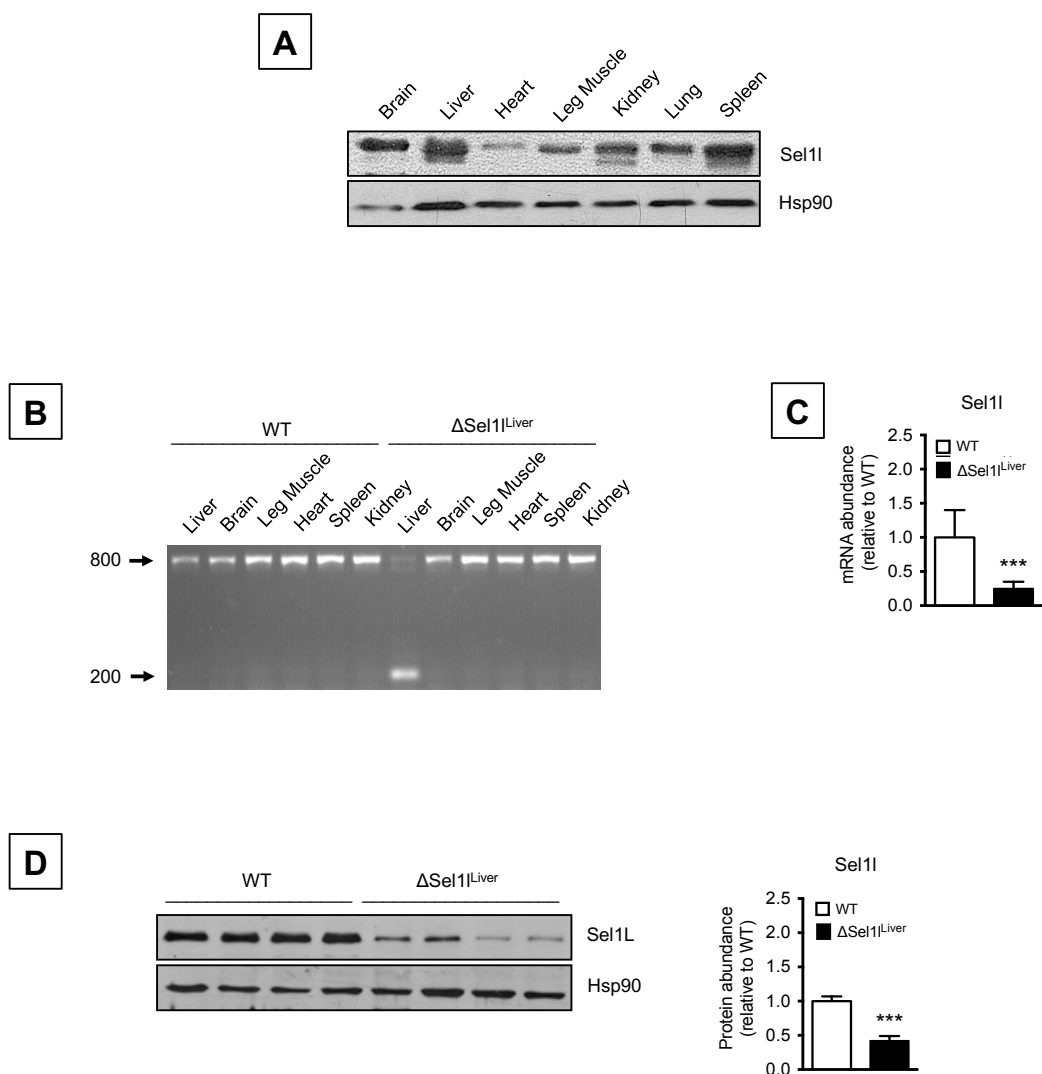 A
Brain Liver Heart Leg Muscle Kidney Lung Spleen
Sel1l
Hsp90
B
WT ΔSel1lLiver
Liver Brain Leg Muscle Heart Spleen Kidney Liver Brain Leg Muscle Heart Spleen Kidney
800
200
C
Sel1l
mRNA abundance
(relative to WT)
2.5
2.0
1.5
1.0
0.5
0.0
WT
ΔSel1lLiver
***
D
WT ΔSel1lLiver
Sel1L
Hsp90
Sel1l
Protein abundance
(relative to WT)
2.5
2.0
1.5
1.0
0.5
0.0
WT
ΔSel1lLiver
***